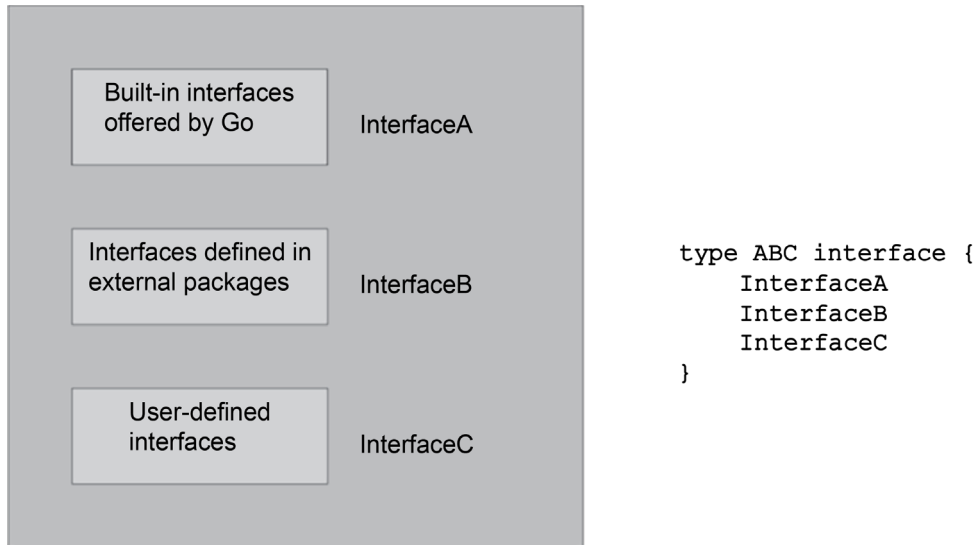 Built-in interfaces
offered by Go
InterfaceA
Interfaces defined in
external packages
InterfaceB
User-defined
interfaces
InterfaceC
type ABC interface {
    InterfaceA
    InterfaceB
    InterfaceC
}